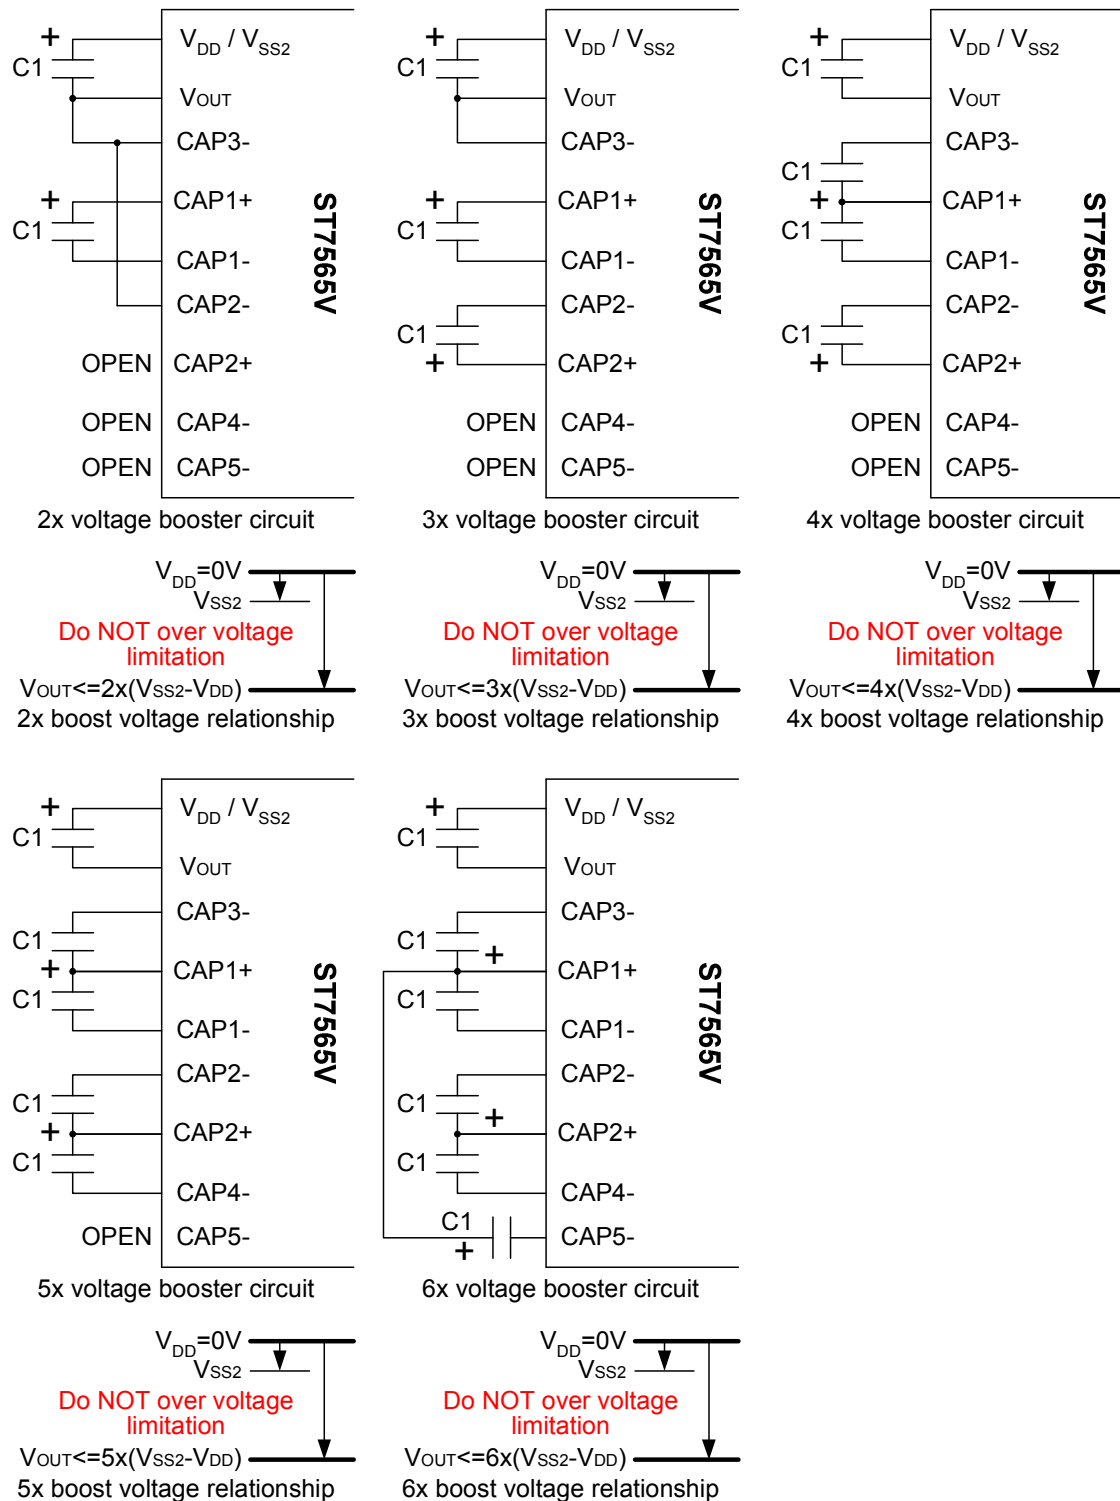 +
VDD / VSS2
C1
VOUT
CAP3-
+
CAP1+
C1
CAP1-
CAP2-
OPEN CAP2+
OPEN CAP4-
OPEN CAP5-
ST7565V
2x voltage booster circuit
VDD=0V
VSS2
Do NOT over voltage
limitation
VOUT<=2x(VSS2-VDD)
2x boost voltage relationship
+
VDD / VSS2
C1
VOUT
CAP3-
+
CAP1+
C1
CAP1-
CAP2-
C1
+
CAP2+
OPEN CAP4-
OPEN CAP5-
ST7565V
3x voltage booster circuit
VDD=0V
VSS2
Do NOT over voltage
limitation
VOUT<=3x(VSS2-VDD)
3x boost voltage relationship
+
VDD / VSS2
C1
VOUT
CAP3-
C1
+
CAP1+
C1
CAP1-
CAP2-
C1
+
CAP2+
OPEN CAP4-
OPEN CAP5-
ST7565V
4x voltage booster circuit
VDD=0V
VSS2
Do NOT over voltage
limitation
VOUT<=4x(VSS2-VDD)
4x boost voltage relationship
+
VDD / VSS2
C1
VOUT
CAP3-
C1
+
CAP1+
C1
CAP1-
CAP2-
C1
+
CAP2+
C1
CAP4-
OPEN CAP5-
ST7565V
5x voltage booster circuit
VDD=0V
VSS2
Do NOT over voltage
limitation
VOUT<=5x(VSS2-VDD)
5x boost voltage relationship
+
VDD / VSS2
C1
VOUT
CAP3-
C1
+
CAP1+
C1
CAP1-
CAP2-
C1
+
CAP2+
C1
CAP4-
C1
+
CAP5-
ST7565V
6x voltage booster circuit
VDD=0V
VSS2
Do NOT over voltage
limitation
VOUT<=6x(VSS2-VDD)
6x boost voltage relationship